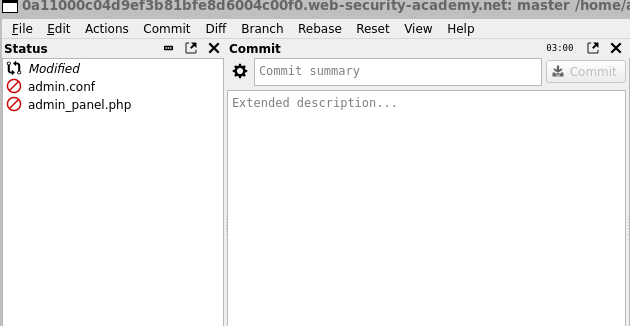 0a11000c04d9ef3b81bfe8d6004c00f0.web-security-academy.net: master /home/a
File Edit Actions Commit Diff Branch Rebase Reset View Help
Status
Commit 03:00
Modified
Commit summary
Commit
admin.conf
admin_panel.php
Extended description...